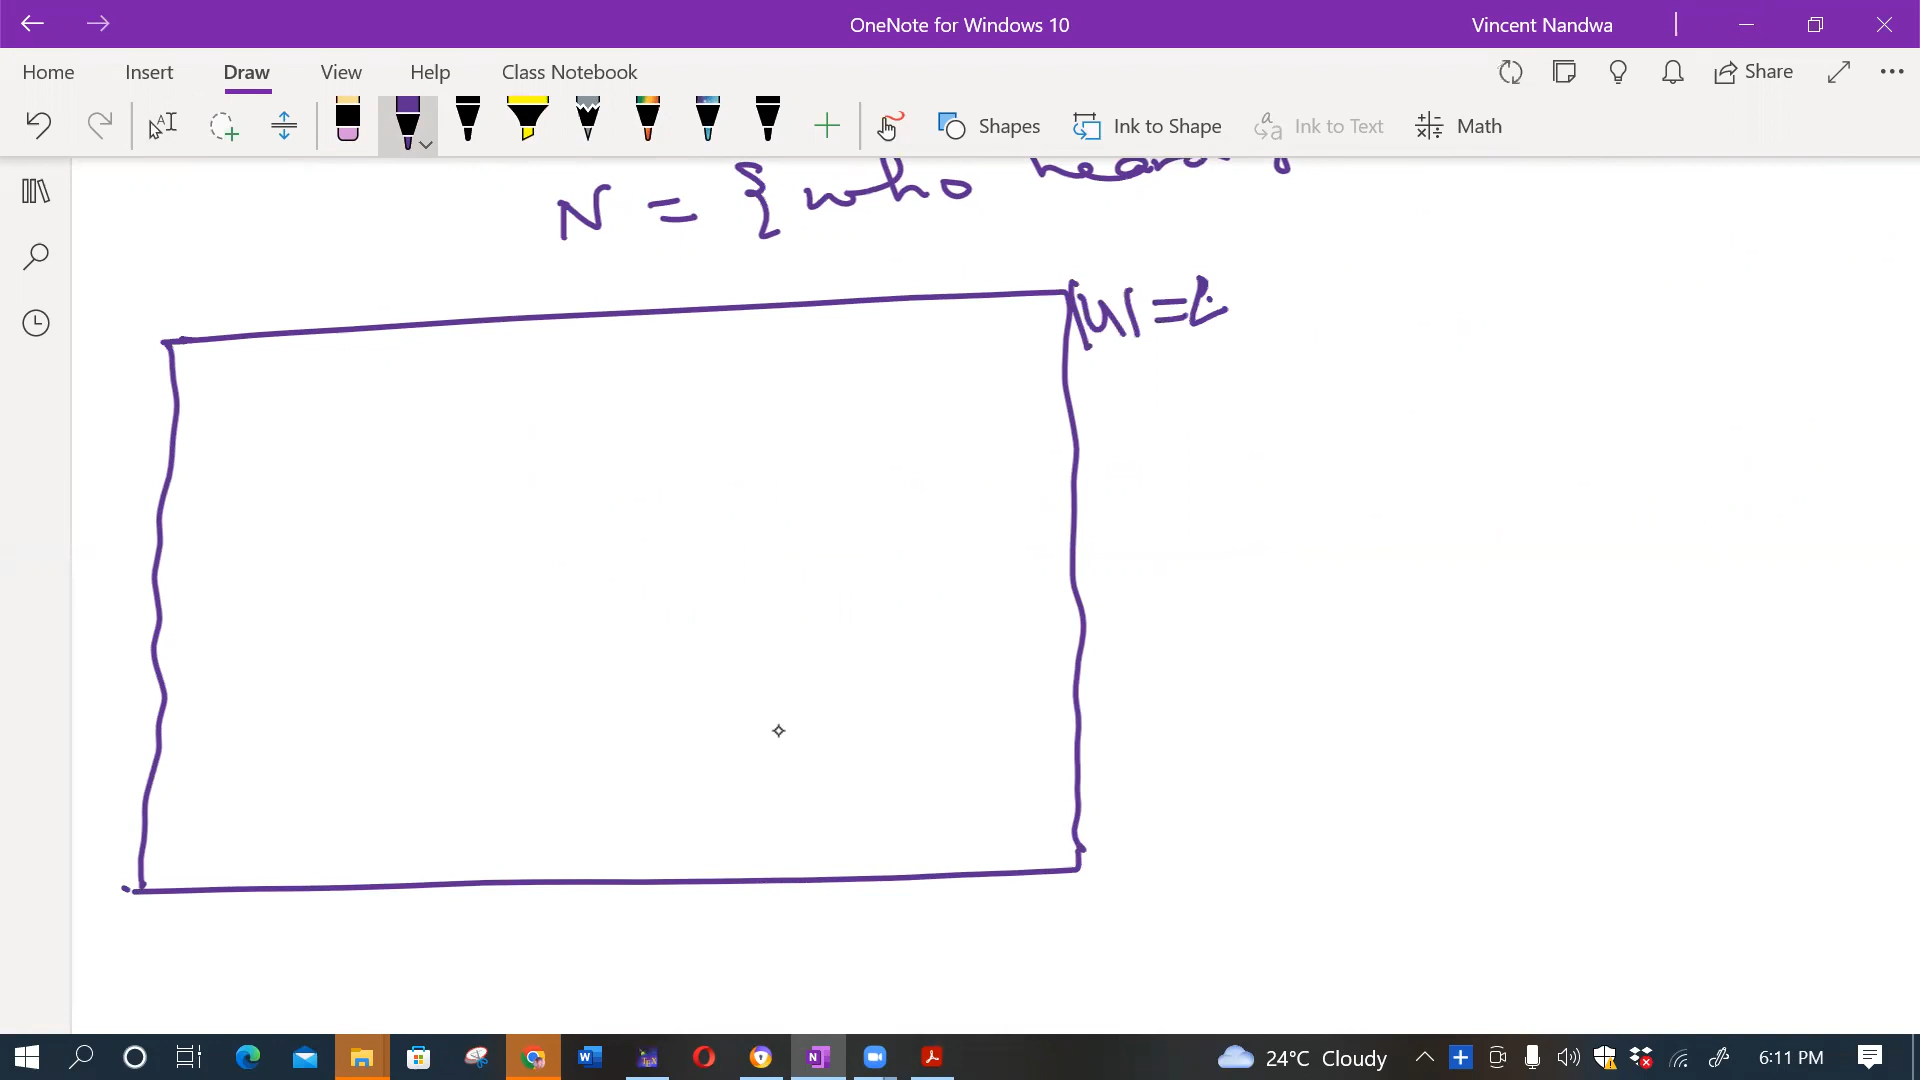 OneNote for Windows 10
Vincent Nandwa
Home Insert Draw View Help Class Notebook
Share
Shapes Ink to Shape Ink to Text Math
N = { who heard
|U| =
24°C Cloudy
6:11 PM